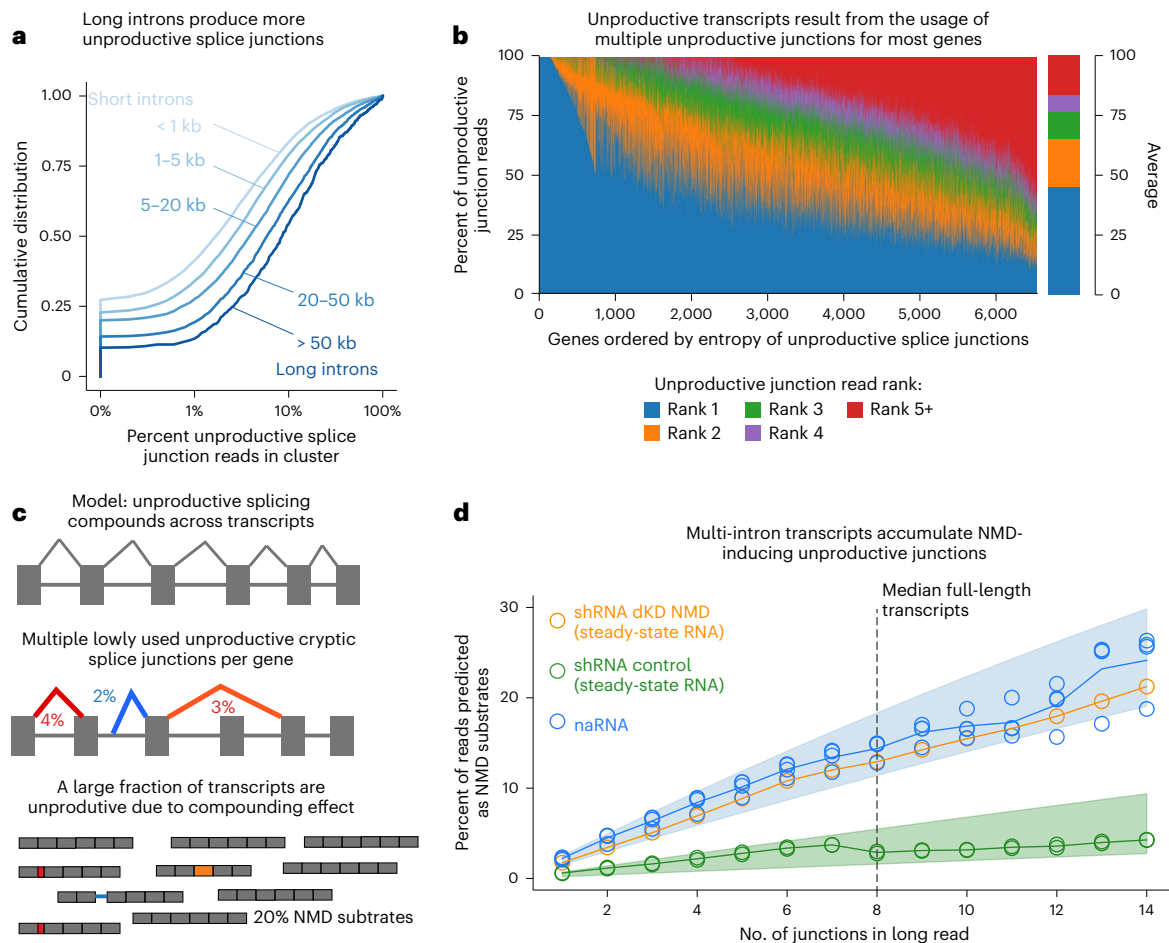 a
Long introns produce more
unproductive splice junctions
Cumulative distribution
1.00
0.75
0.50
0.25
0
Short introns
< 1 kb
1–5 kb
5–20 kb
20–50 kb
> 50 kb
Long introns
0%
1%
10%
100%
Percent unproductive splice
junction reads in cluster
b
Unproductive transcripts result from the usage of
multiple unproductive junctions for most genes
Percent of unproductive
junction reads
100
75
50
25
0
0
1,000
2,000
3,000
4,000
5,000
6,000
Genes ordered by entropy of unproductive splice junctions
100
75
50
25
0
Average
Unproductive junction read rank:
Rank 1
Rank 3
Rank 5+
Rank 2
Rank 4
c
Model: unproductive splicing
compounds across transcripts
Multiple lowly used unproductive cryptic
splice junctions per gene
4%
2%
3%
A large fraction of transcripts are
unprodutive due to compounding effect
20% NMD subtrates
d
Multi-intron transcripts accumulate NMD-
inducing unproductive junctions
Percent of reads predicted
as NMD substrates
30
20
10
0
shRNA dKD NMD
(steady-state RNA)
shRNA control
(steady-state RNA)
naRNA
Median full-length
transcripts
2
4
6
8
10
12
14
No. of junctions in long read